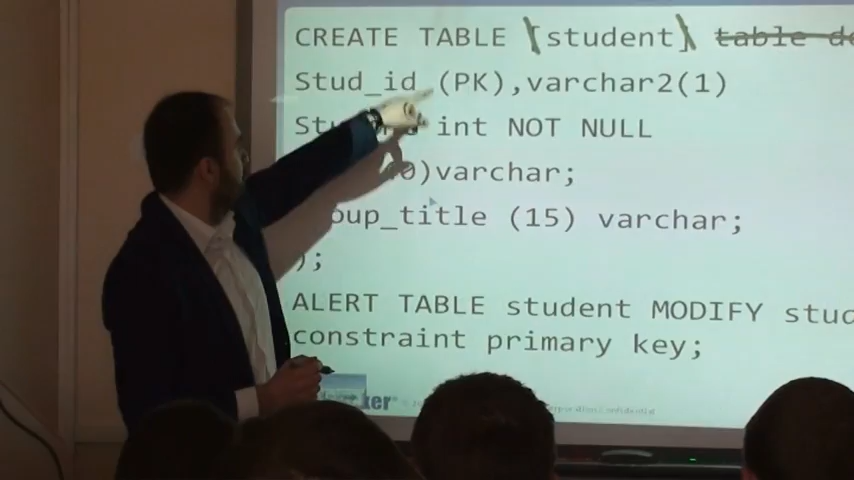 CREATE TABLE [student] table
Stud_id (PK),varchar2(1)
int NOT NULL
)varchar;
oup_title (15) varchar;
);
ALERT TABLE student MODIFY stud
constraint primary key;